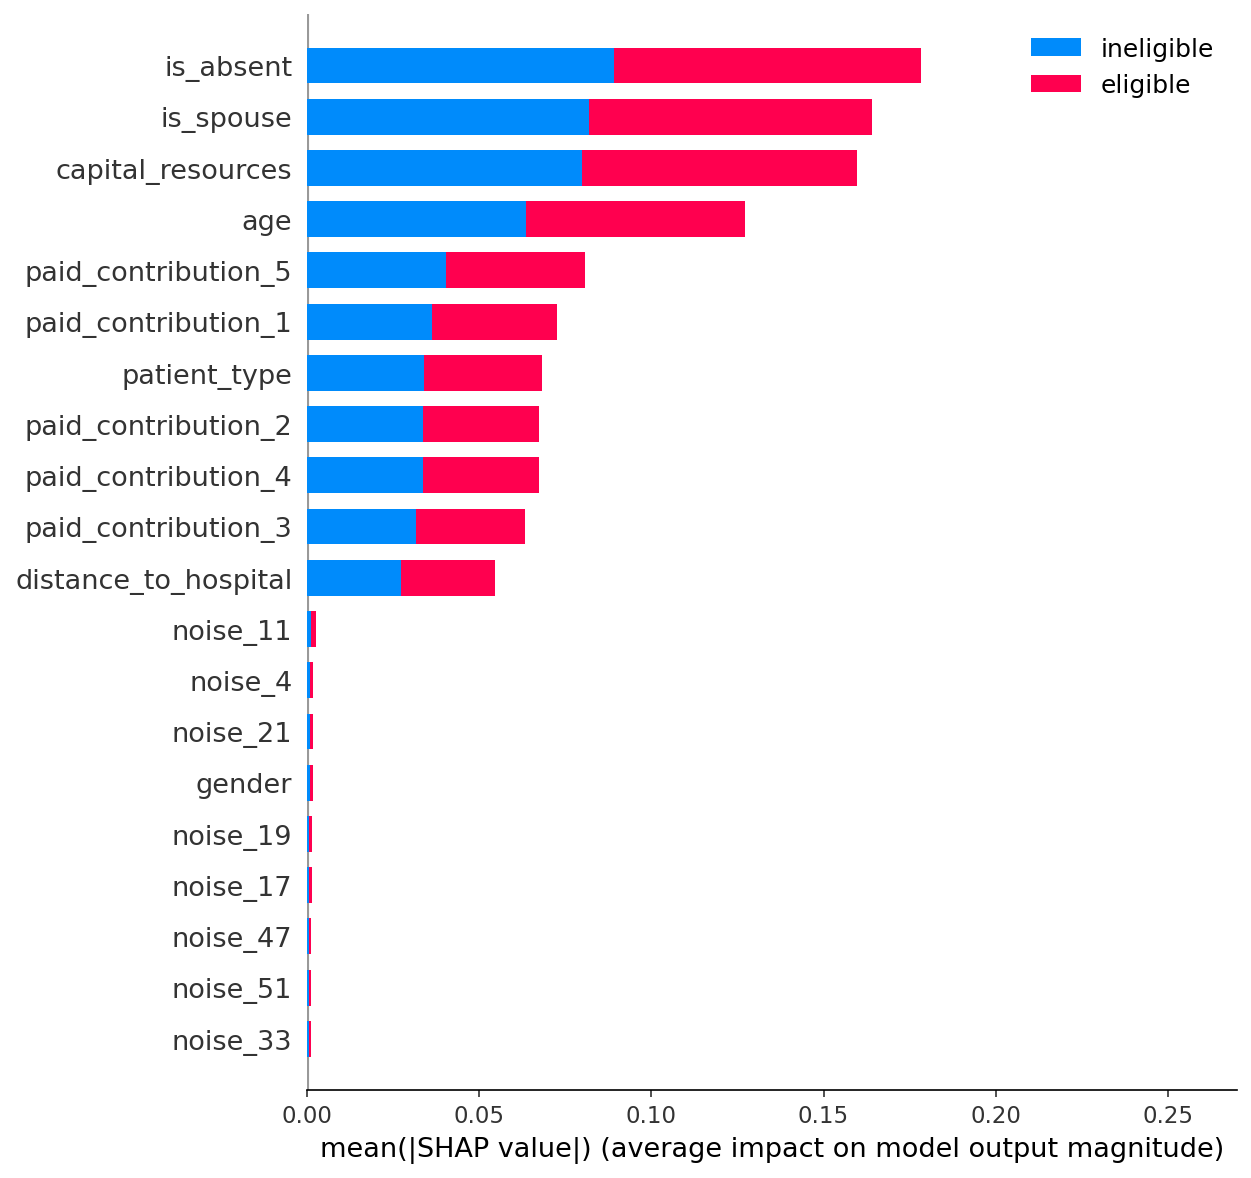 ineligible
eligible
is_absent
is_spouse
capital_resources
age
paid_contribution_5
paid_contribution_1
patient_type
paid_contribution_2
paid_contribution_4
paid_contribution_3
distance_to_hospital
noise_11
noise_4
noise_21
gender
noise_19
noise_17
noise_47
noise_51
noise_33
0.00 0.05 0.10 0.15 0.20 0.25
mean(|SHAP value|) (average impact on model output magnitude)